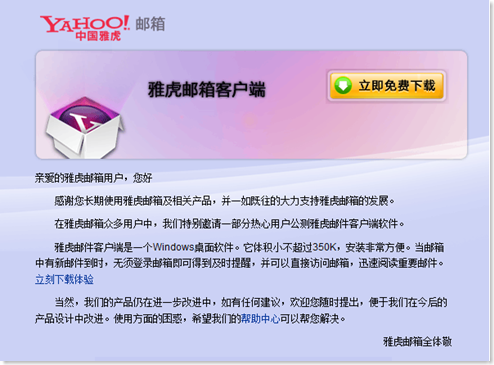 YAHOO! 邮箱
中国雅虎
雅虎邮箱客户端
立即免费下载
亲爱的雅虎邮箱用户，您好
感谢您长期使用雅虎邮箱及相关产品，并一如既往的大力支持雅虎邮箱的发展。
在雅虎邮箱众多用户中，我们特别邀请一部分热心用户公测雅虎邮件客户端软件。
雅虎邮件客户端是一个Windows桌面软件。它体积小不超过350K，安装非常方便。当邮箱
中有新邮件到时，无须登录邮箱即可得到及时提醒，并可以直接访问邮箱，迅速阅读重要邮件。
立刻下载体验
当然，我们的产品仍在进一步改进中，如有任何建议，欢迎您随时提出，便于我们在今后的
产品设计中改进。使用方面的困惑，希望我们的帮助中心可以帮您解决。
雅虎邮箱全体敬